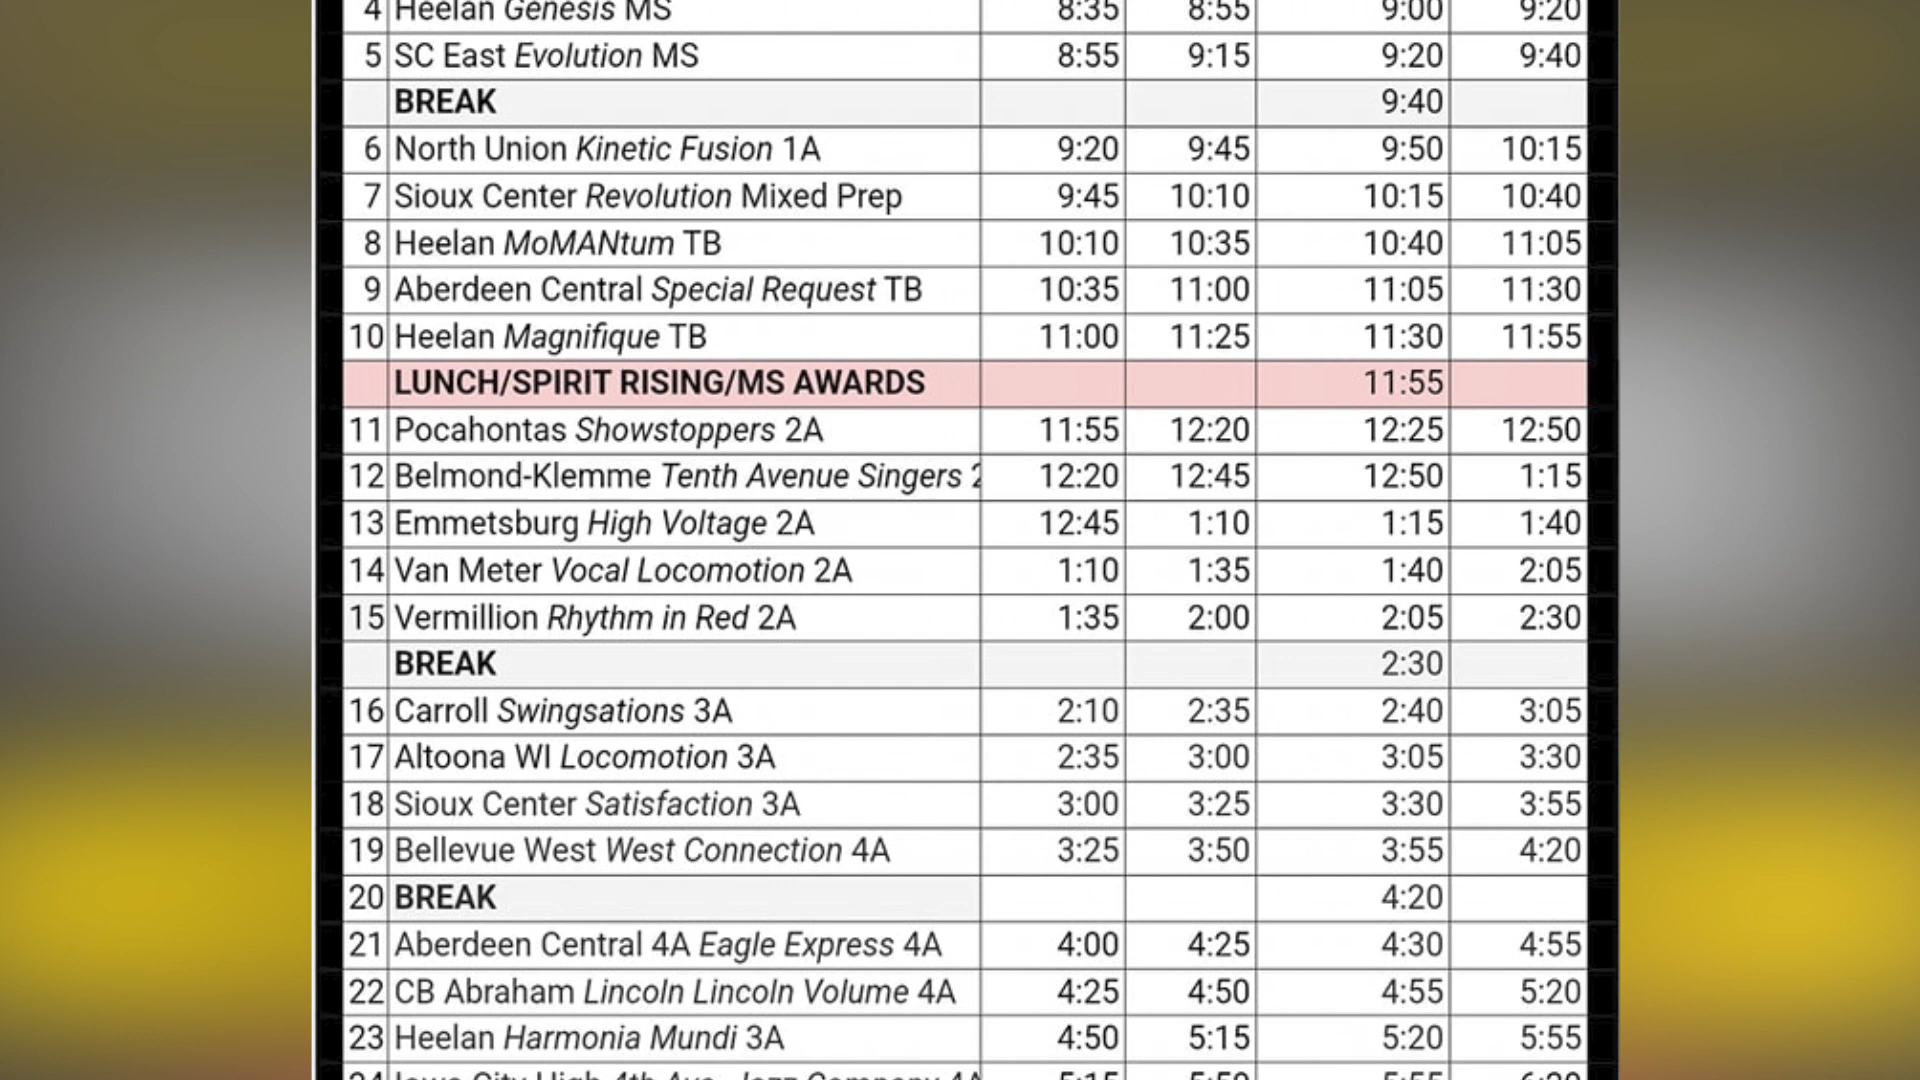 4 Heelan Genesis MS 8:35 8:55 9:00 9:20
5 SC East Evolution MS 8:55 9:15 9:20 9:40
BREAK 9:40
6 North Union Kinetic Fusion 1A 9:20 9:45 9:50 10:15
7 Sioux Center Revolution Mixed Prep 9:45 10:10 10:15 10:40
8 Heelan MoMANtum TB 10:10 10:35 10:40 11:05
9 Aberdeen Central Special Request TB 10:35 11:00 11:05 11:30
10 Heelan Magnifique TB 11:00 11:25 11:30 11:55
LUNCH/SPIRIT RISING/MS AWARDS 11:55
11 Pocahontas Showstoppers 2A 11:55 12:20 12:25 12:50
12 Belmond-Klemme Tenth Avenue Singers 2 12:20 12:45 12:50 1:15
13 Emmetsburg High Voltage 2A 12:45 1:10 1:15 1:40
14 Van Meter Vocal Locomotion 2A 1:10 1:35 1:40 2:05
15 Vermillion Rhythm in Red 2A 1:35 2:00 2:05 2:30
BREAK 2:30
16 Carroll Swingsations 3A 2:10 2:35 2:40 3:05
17 Altoona WI Locomotion 3A 2:35 3:00 3:05 3:30
18 Sioux Center Satisfaction 3A 3:00 3:25 3:30 3:55
19 Bellevue West West Connection 4A 3:25 3:50 3:55 4:20
20 BREAK 4:20
21 Aberdeen Central 4A Eagle Express 4A 4:00 4:25 4:30 4:55
22 CB Abraham Lincoln Lincoln Volume 4A 4:25 4:50 4:55 5:20
23 Heelan Harmonia Mundi 3A 4:50 5:15 5:20 5:55